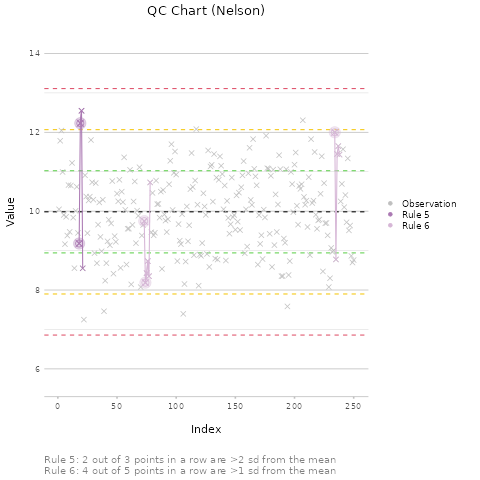 QC Chart (Nelson)
14
12
10
8
6
Value
0
50
100
150
200
250
Index
Observation
Rule 5
Rule 6
Rule 5: 2 out of 3 points in a row are >2 sd from the mean
Rule 6: 4 out of 5 points in a row are >1 sd from the mean